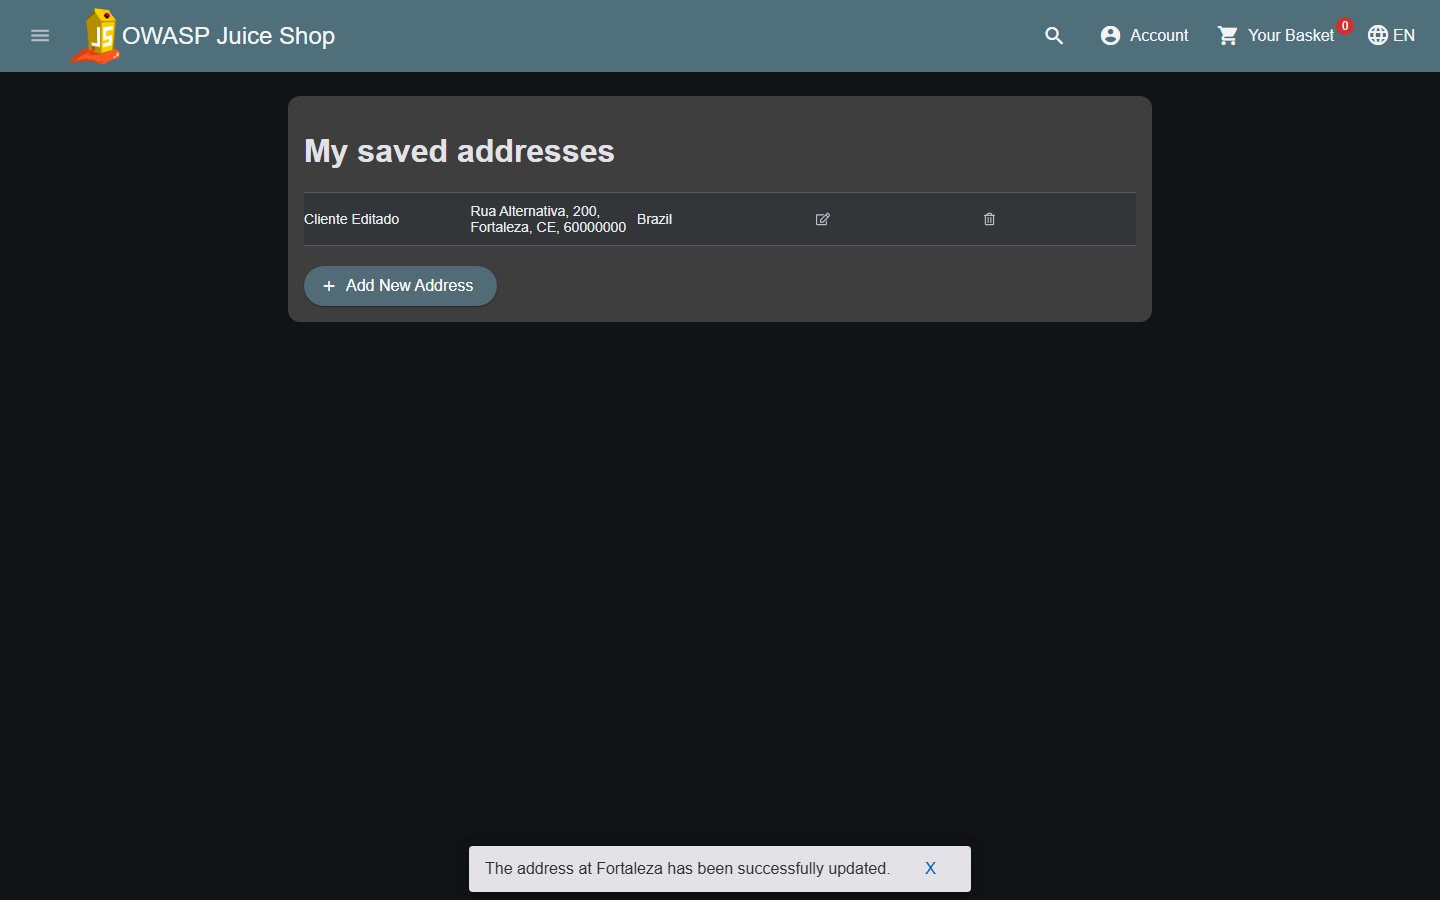 OWASP Juice Shop
Account
Your Basket
0
EN
My saved addresses
Cliente Editado
Rua Alternativa, 200,
Fortaleza, CE, 60000000
Brazil
Add New Address
The address at Fortaleza has been successfully updated.
X